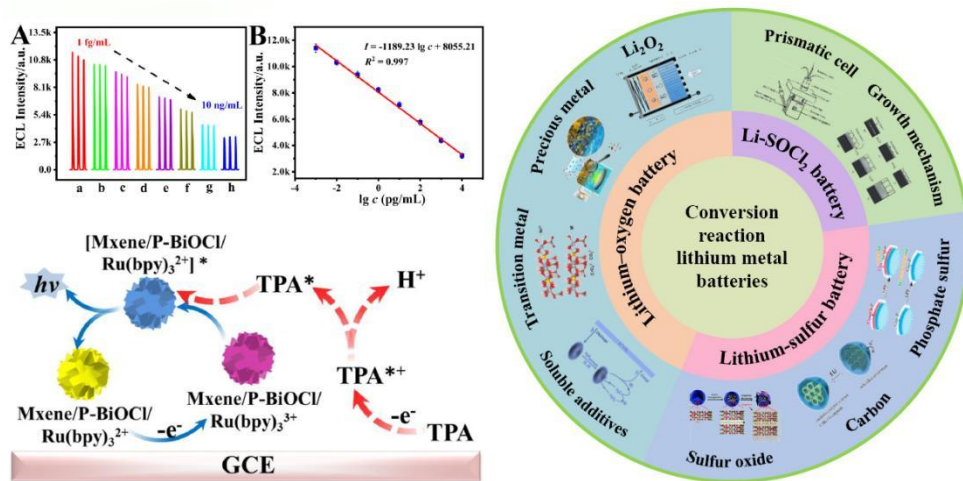 A
13.5k
10.8k
8.1k
5.4k
2.7k
0.0
ECL Intensity/a.u.
1 fg/mL
10 ng/mL
a b c d e f g h
B
12.0k
10.0k
8.0k
6.0k
4.0k
2.0k
ECL Intensity/a.u.
I = -1189.23 lg c + 8055.21
R² = 0.997
-2 0 2 4
lg c (pg/mL)
[Mxene/P-BiOCl/
Ru(bpy)₃²⁺] *
hν
TPA*
H⁺
TPA*⁺
-e⁻
TPA
Mxene/P-BiOCl/
Ru(bpy)₃²⁺
-e⁻
Mxene/P-BiOCl/
Ru(bpy)₃³⁺
GCE
Conversion
reaction
lithium metal
batteries
Lithium-oxygen battery
Li-SOCl₂ battery
Lithium-sulfur battery
Li₂O₂
Precious metal
Transition metal
Soluble additives
Prismatic cell
Growth mechanism
Phosphate sulfur
Carbon
Sulfur oxide